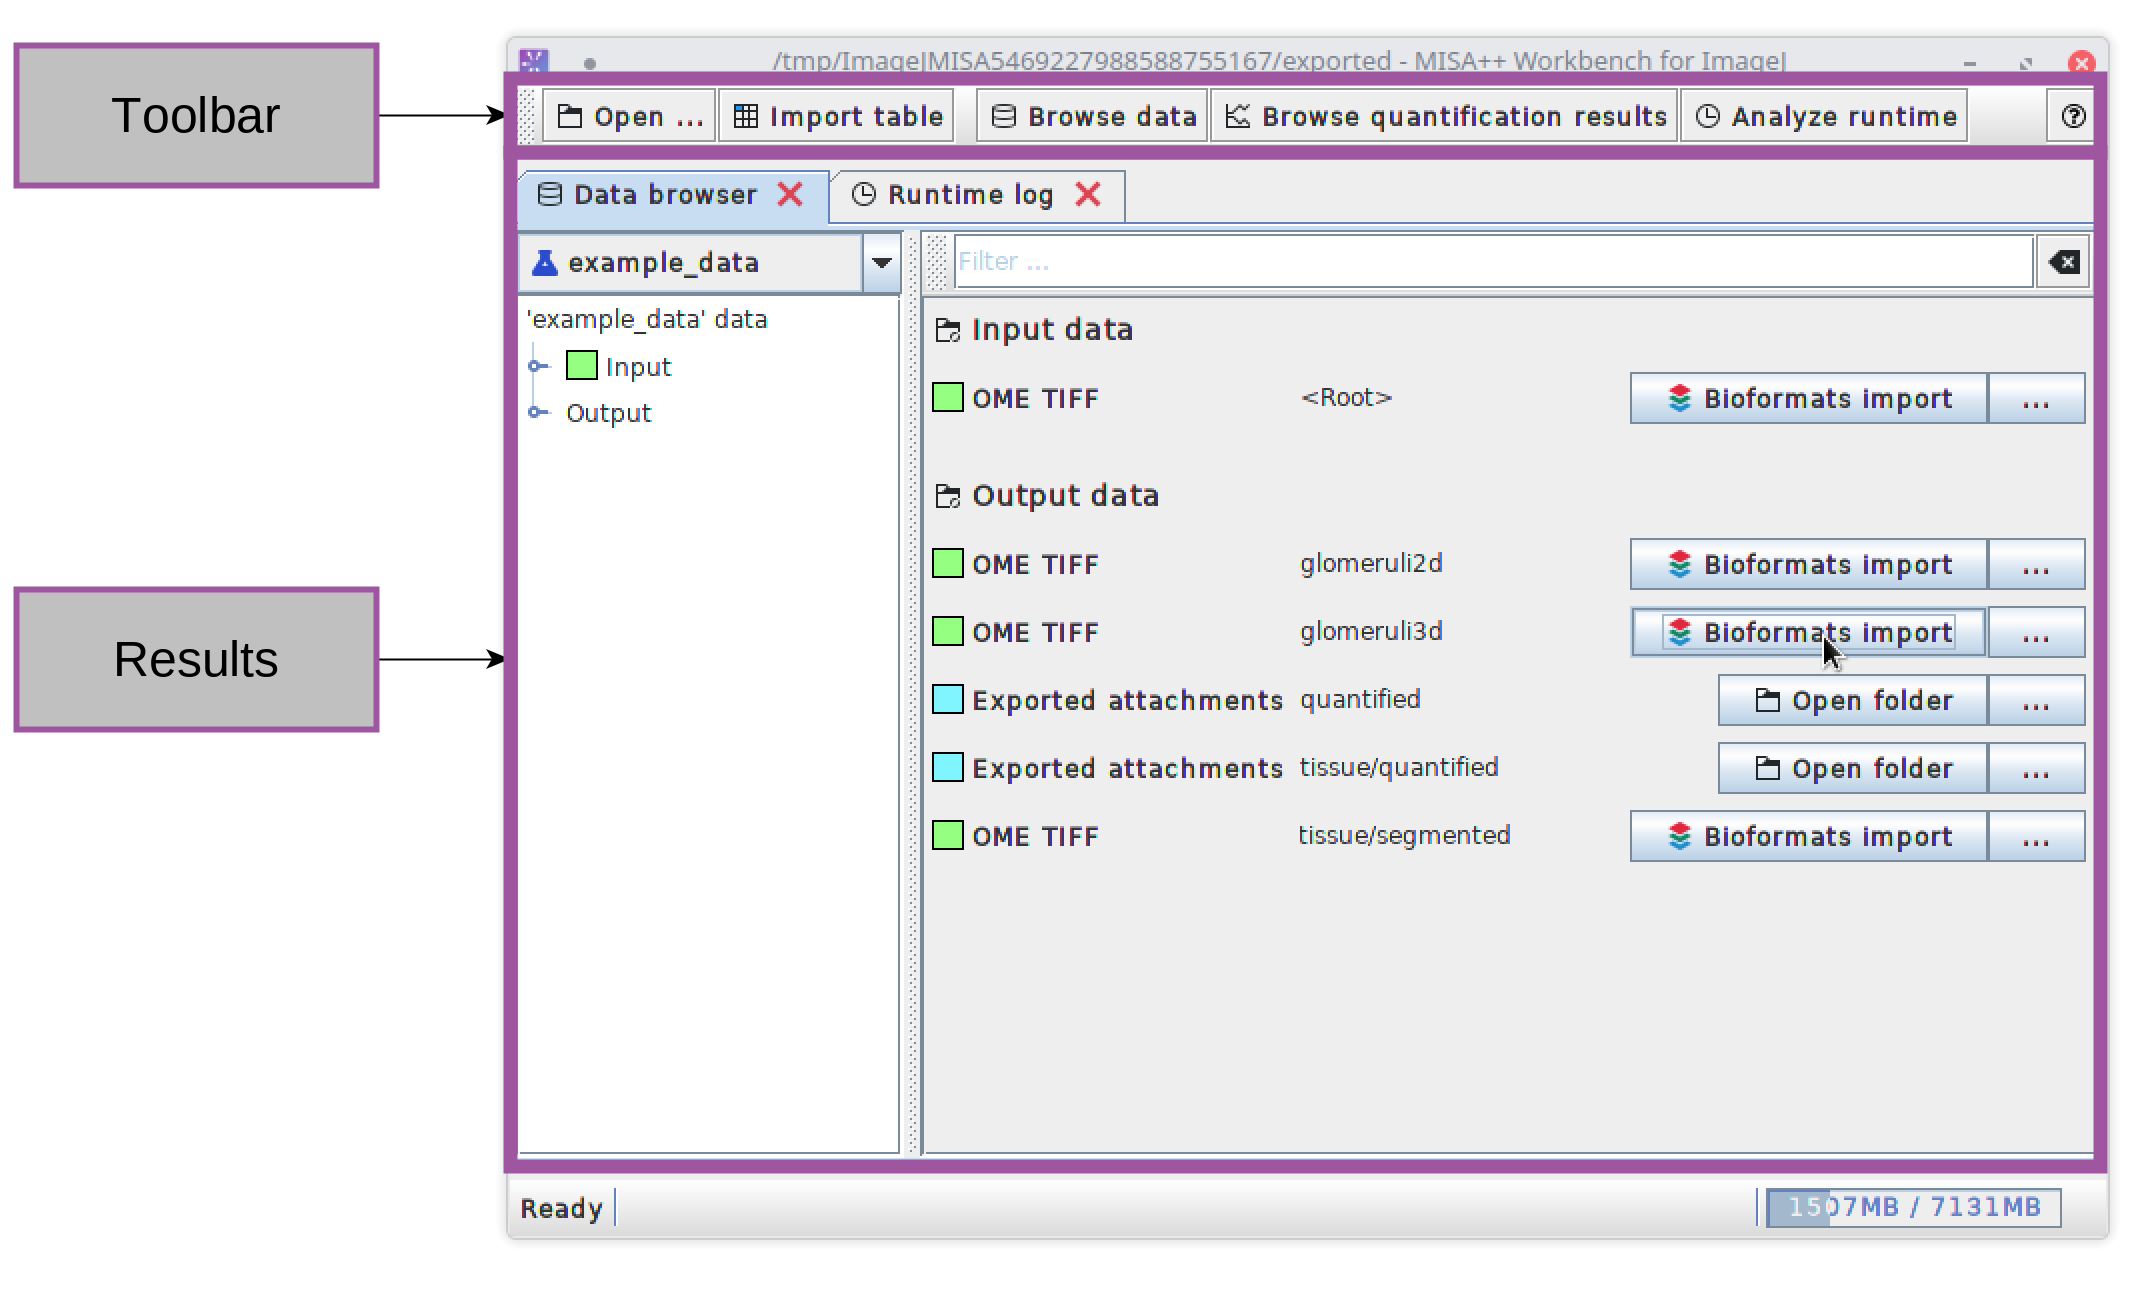 /tmp/ImageJMISA5469227988588755167/exported - MISA++ Workbench for ImageJ
Toolbar
Open ... Import table Browse data Browse quantification results Analyze runtime
Data browser Runtime log
example_data Filter ...
'example_data' data
Input
Output
Input data
OME TIFF <Root> Bioformats import ...
Output data
OME TIFF glomeruli2d Bioformats import ...
Results
OME TIFF glomeruli3d Bioformats import ...
Exported attachments quantified Open folder ...
Exported attachments tissue/quantified Open folder ...
OME TIFF tissue/segmented Bioformats import ...
Ready 1507MB / 7131MB